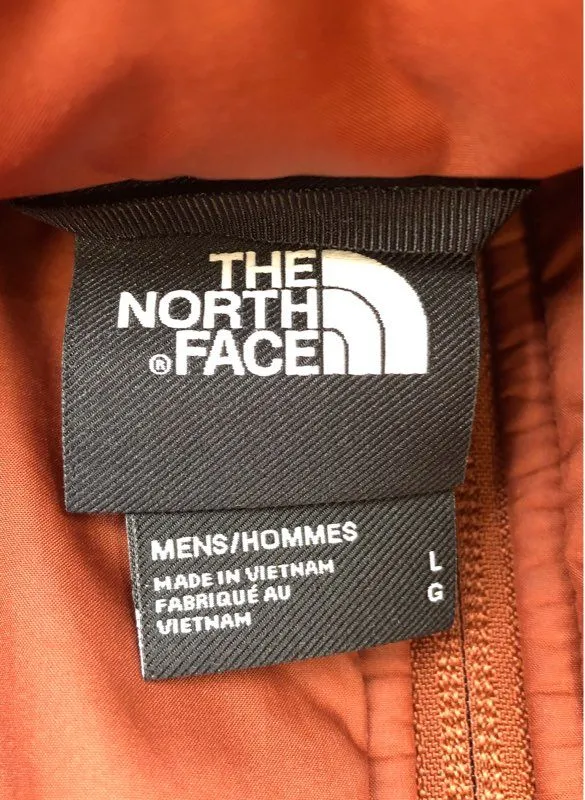 THE
NORTH
®FACE
MENS/HOMMES
MADE IN VIETNAM L
FABRIQUÉ AU G
VIETNAM